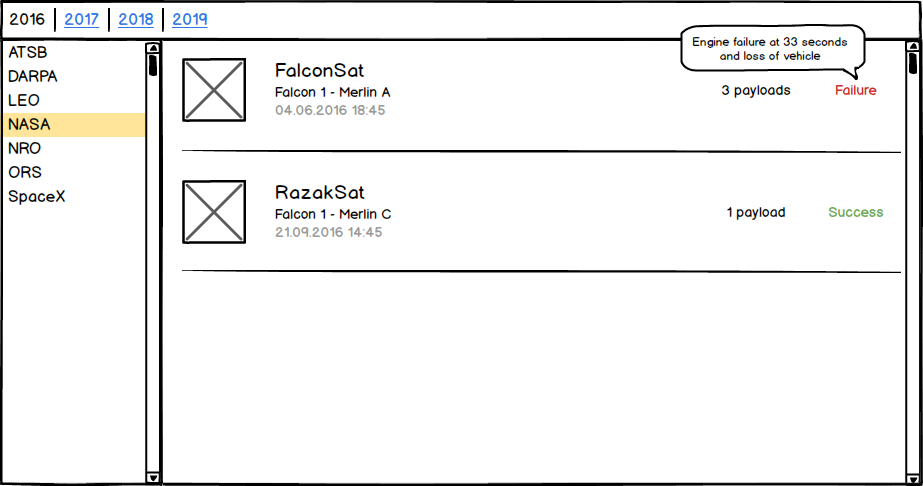 2016 2017 2018 2019
ATSB
DARPA
LEO
NASA
NRO
ORS
SpaceX
Engine failure at 33 seconds
and loss of vehicle
FalconSat
Falcon 1 - Merlin A
04.06.2016 18:45
3 payloads
Failure
RazakSat
Falcon 1 - Merlin C
21.09.2016 14:45
1 payload
Success